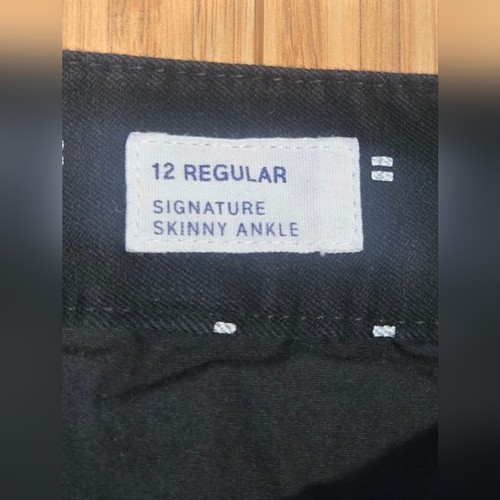 12 REGULAR
SIGNATURE
SKINNY ANKLE